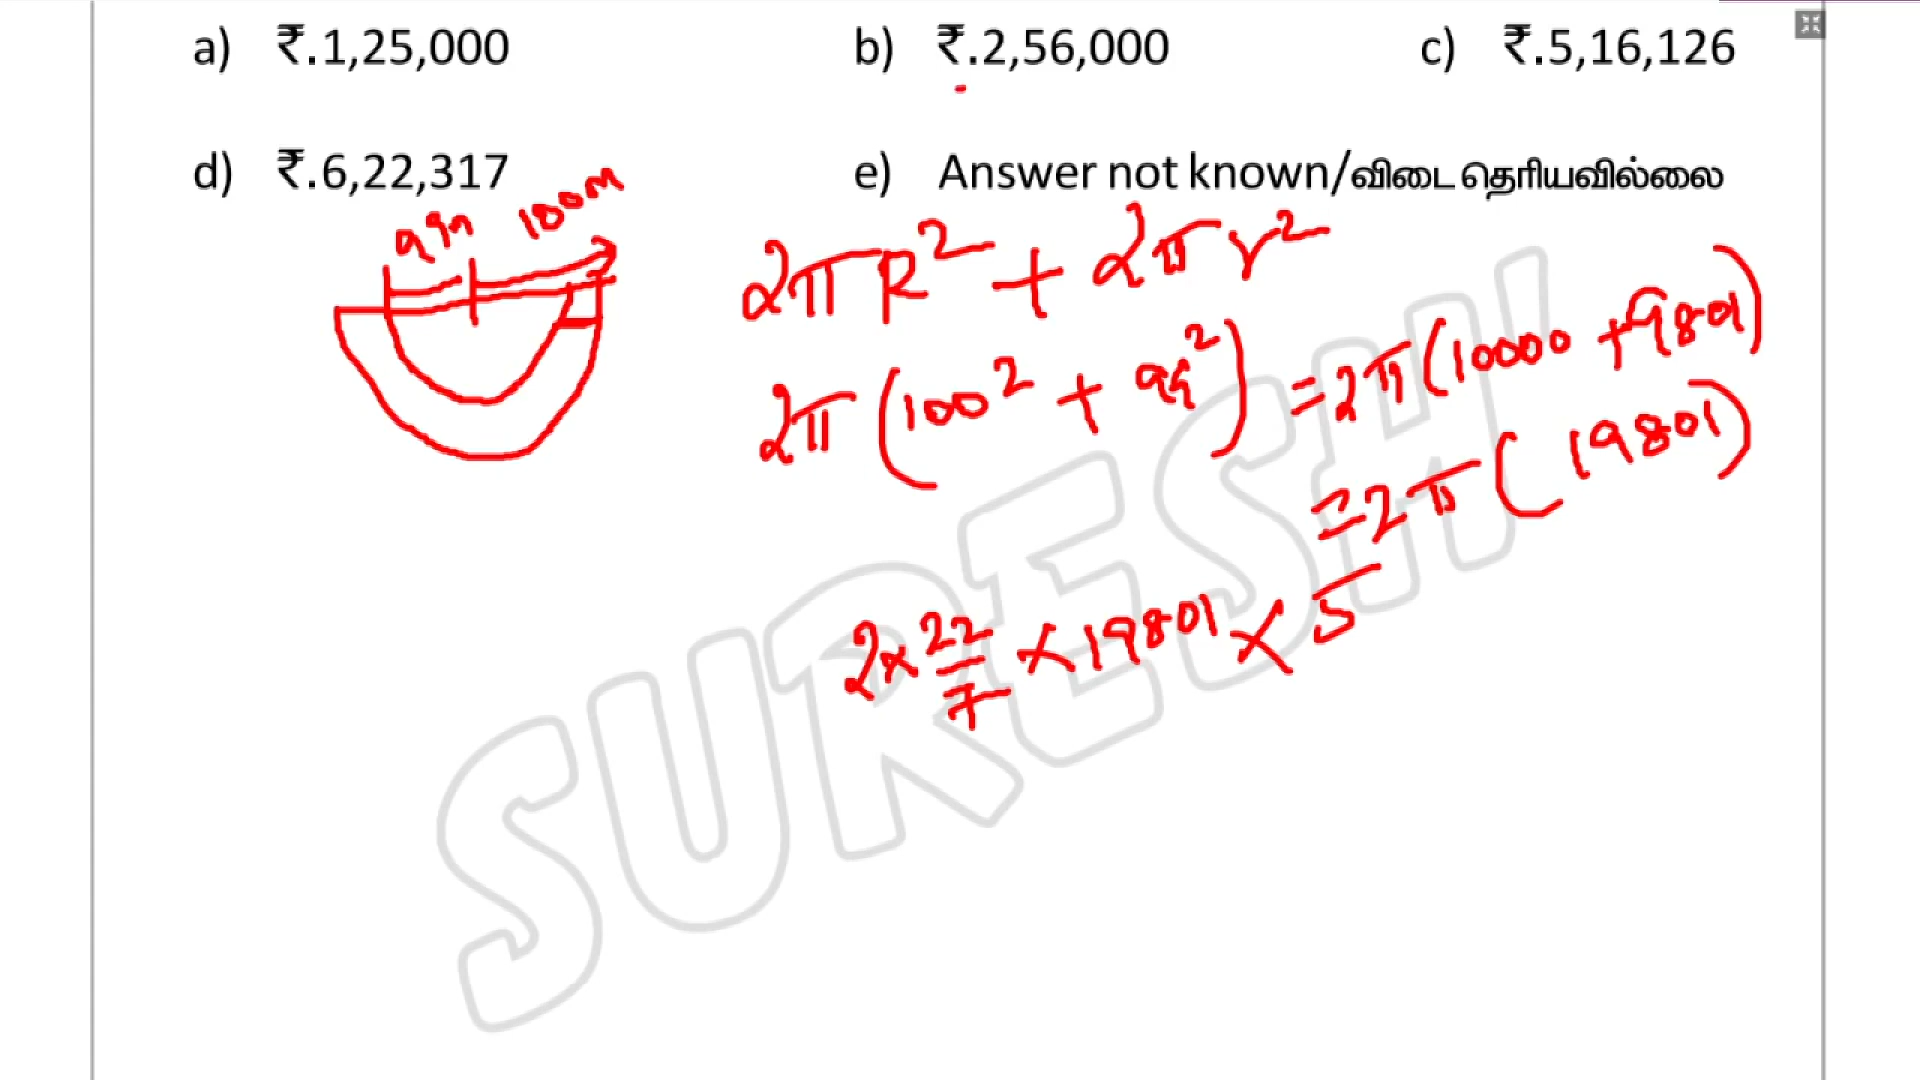 a) ₹.1,25,000 b) ₹.2,56,000 c) ₹.5,16,126
d) ₹.6,22,317 e) Answer not known/விடை தெரியவில்லை
99m 100m
2πR² + 2πr²
2π(100² + 99²) = 2π(10000 + 9801)
= 2π(19801)
2 × 22/7 × 19801 × 5
SURESH'